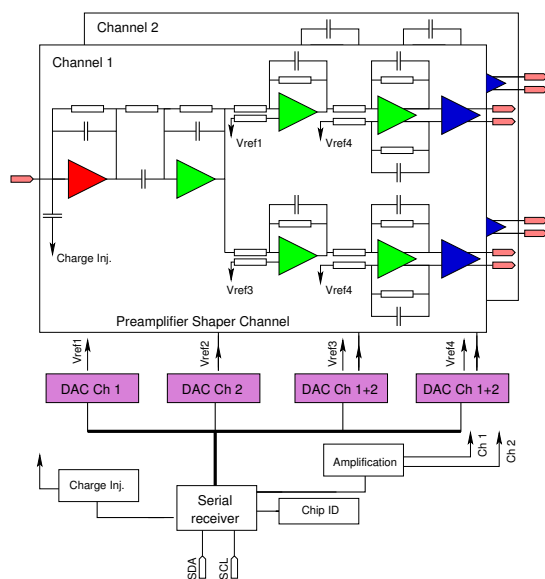 Channel 2
Channel 1
Vref1
Vref4
Charge Inj.
Vref3
Vref4
Preamplifier Shaper Channel
Vref1
Vref2
Vref3
Vref4
DAC Ch 1
DAC Ch 2
DAC Ch 1+2
DAC Ch 1+2
Ch 1
Ch 2
Amplification
Charge Inj.
Serial
receiver
Chip ID
SDA
SCL